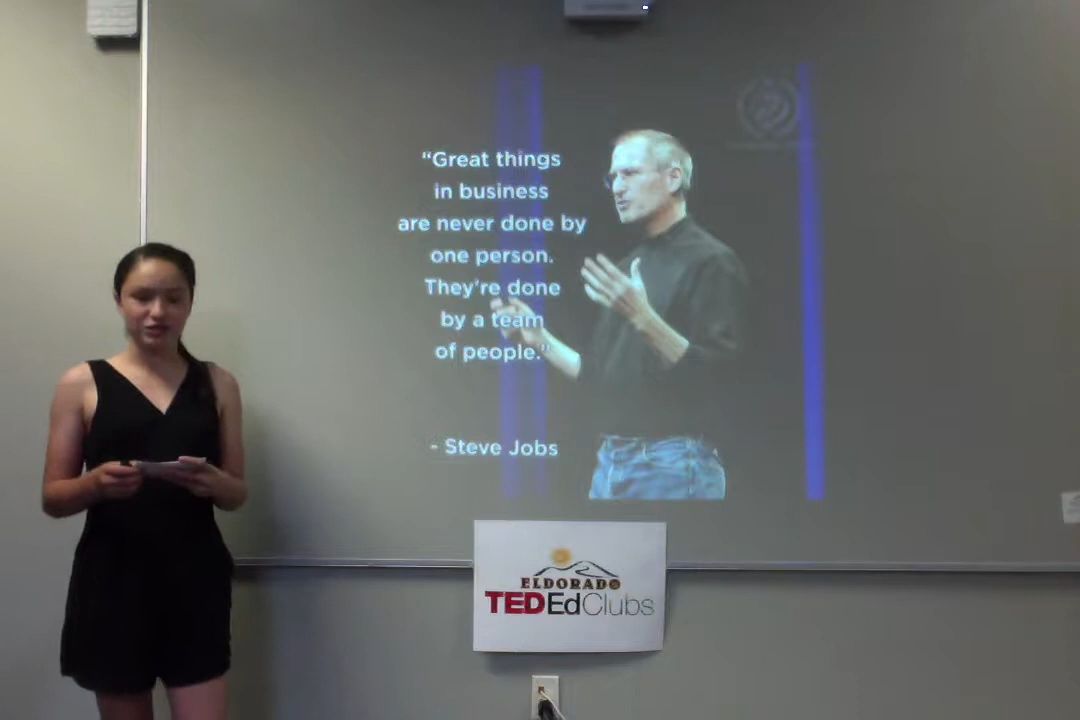 “Great things
in business
are never done by
one person.
They're done
by a team
of people.”
- Steve Jobs
ELDORADO
TEDEdClubs